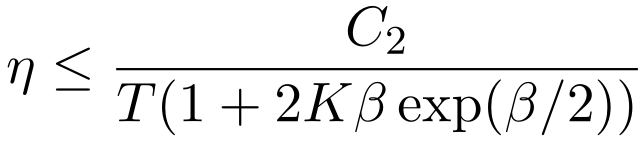 η ≤ C₂ / T(1 + 2Kβ exp(β/2))